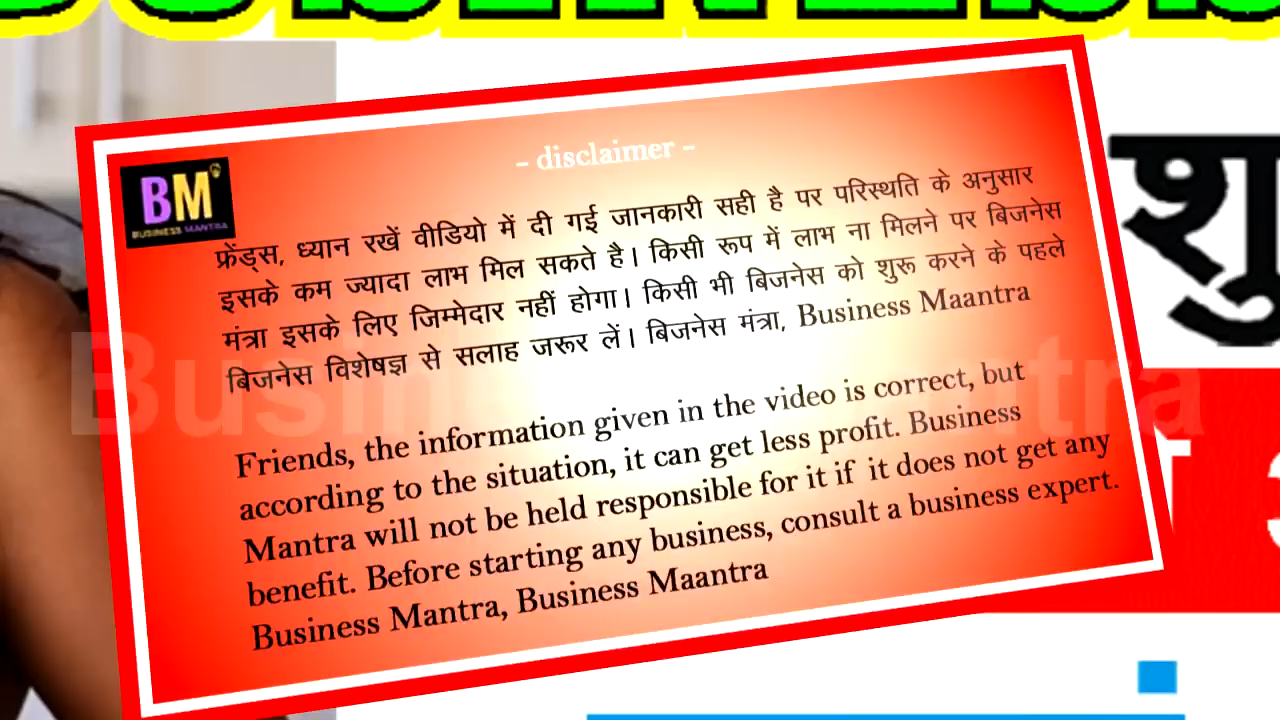 BUSINESS
BM
BUSINESS MANTRA
- disclaimer -
फ्रेंड्स, ध्यान रखें वीडियो में दी गई जानकारी सही है पर परिस्थति के अनुसार
इसके कम ज्यादा लाभ मिल सकते है। किसी रूप में लाभ ना मिलने पर बिजनेस
मंत्रा इसके लिए जिम्मेदार नहीं होगा। किसी भी बिजनेस को शुरू करने के पहले
बिजनेस विशेषज्ञ से सलाह जरूर लें। बिजनेस मंत्रा, Business Maantra
Friends, the information given in the video is correct, but
according to the situation, it can get less profit. Business
Mantra will not be held responsible for it if it does not get any
benefit. Before starting any business, consult a business expert.
Business Mantra, Business Maantra
शु